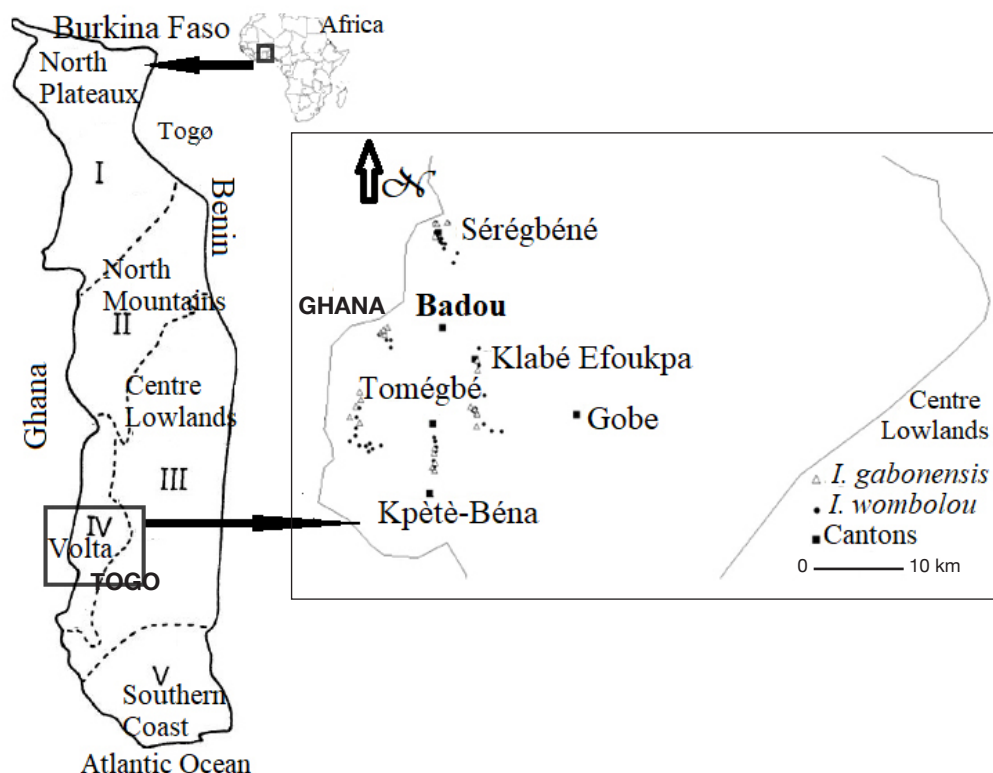 Burkina Faso
Africa
North
Plateaux
Togø
I
Benin
North
Mountains
II
Centre
Lowlands
Ghana
III
IV
Volta
TOGO
V
Southern
Coast
Atlantic Ocean
N
Sérégbéné
GHANA
Badou
Klabé Efoukpa
Tomégbé
Gobe
Centre
Lowlands
I. gabonensis
I. wombolou
Cantons
Kpètè-Béna
0 10 km